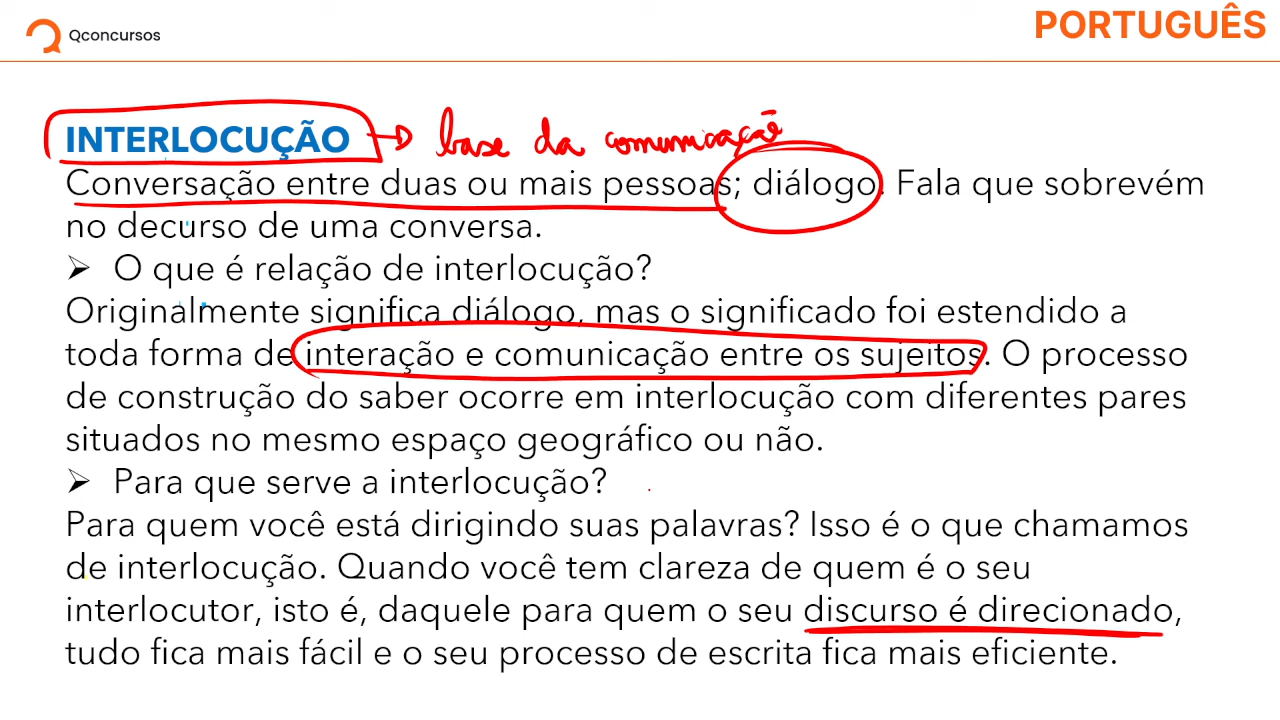 Qconcursos
PORTUGUÊS
INTERLOCUÇÃO → base da comunicação
Conversação entre duas ou mais pessoas; diálogo. Fala que sobrevém
no decurso de uma conversa.
➢ O que é relação de interlocução?
Originalmente significa diálogo, mas o significado foi estendido a
toda forma de interação e comunicação entre os sujeitos. O processo
de construção do saber ocorre em interlocução com diferentes pares
situados no mesmo espaço geográfico ou não.
➢ Para que serve a interlocução?
Para quem você está dirigindo suas palavras? Isso é o que chamamos
de interlocução. Quando você tem clareza de quem é o seu
interlocutor, isto é, daquele para quem o seu discurso é direcionado,
tudo fica mais fácil e o seu processo de escrita fica mais eficiente.